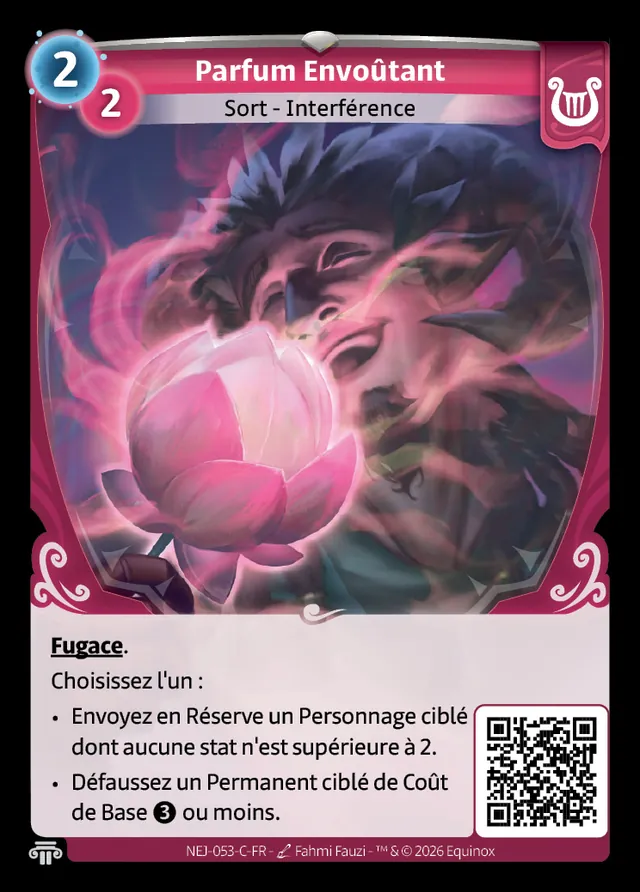 2
2
Parfum Envoûtant
Sort - Interférence
Fugace.
Choisissez l'un :
• Envoyez en Réserve un Personnage ciblé
dont aucune stat n'est supérieure à 2.
• Défaussez un Permanent ciblé de Coût
de Base 3 ou moins.
NEJ-053-C-FR - Fahmi Fauzi - ™ & © 2026 Equinox